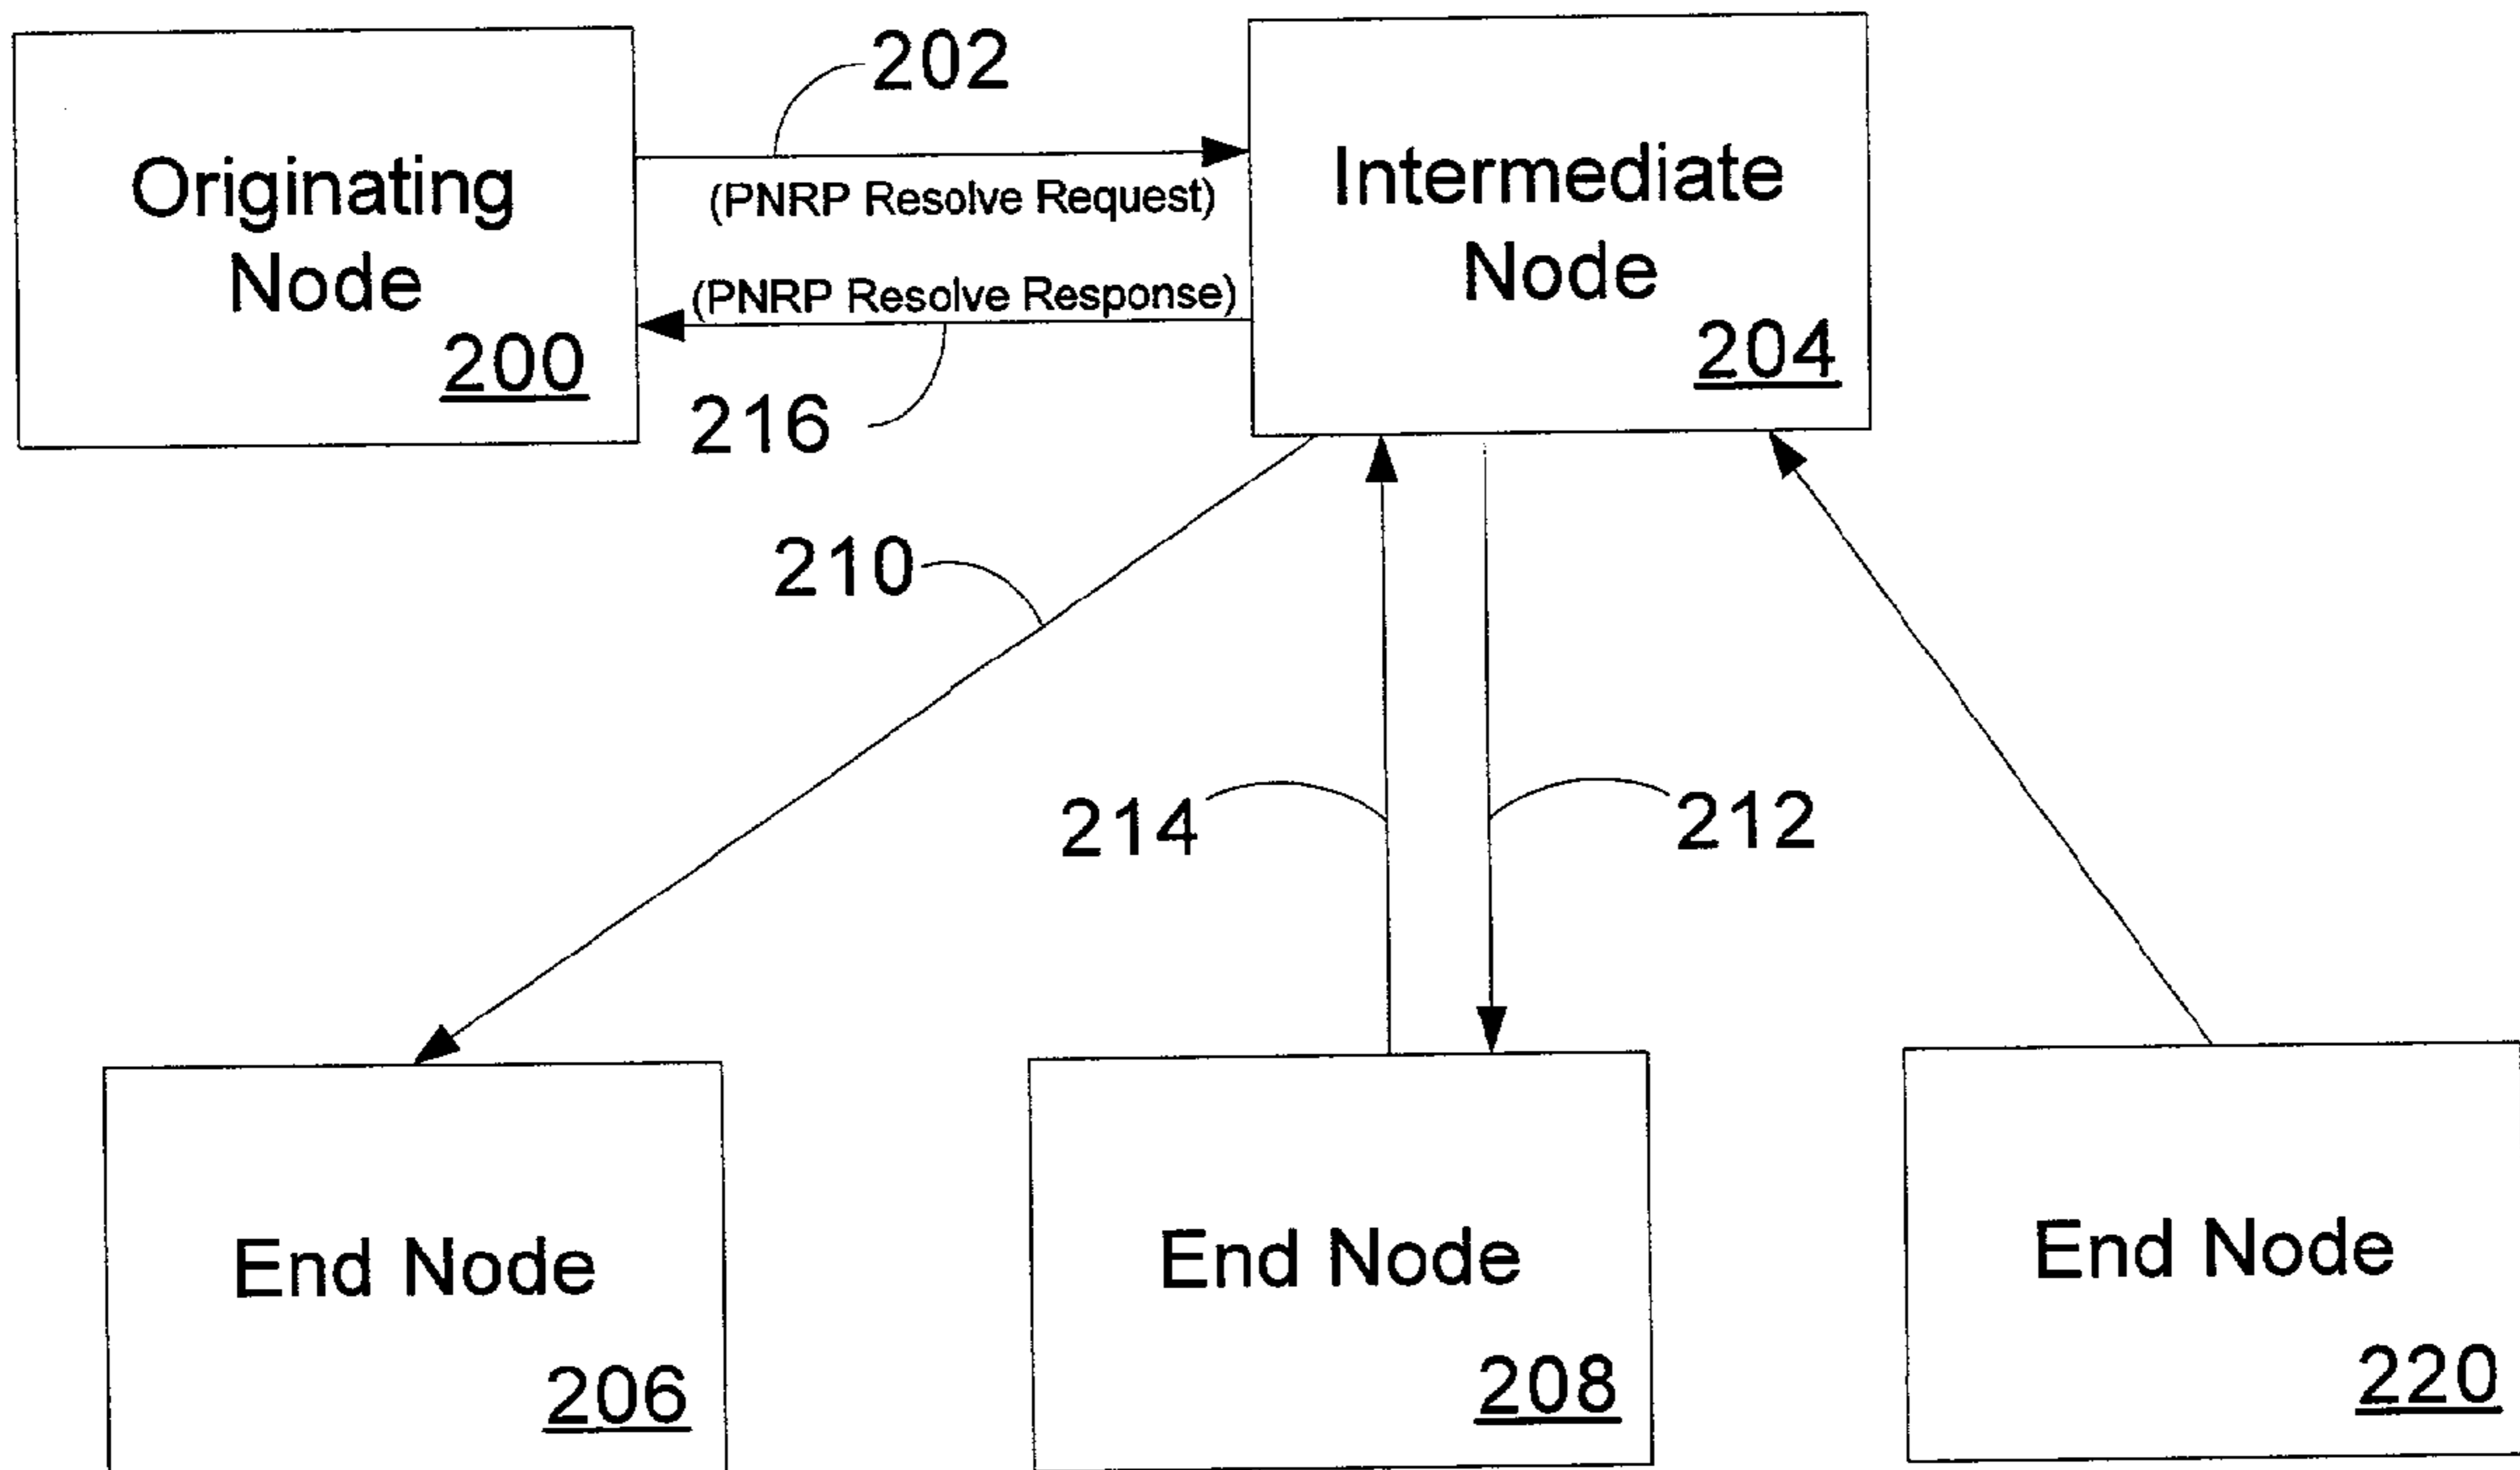 202
Originating
Node
200
(PNRP Resolve Request)
(PNRP Resolve Response)
216
Intermediate
Node
204
210
214
212
End Node
206
End Node
208
End Node
220